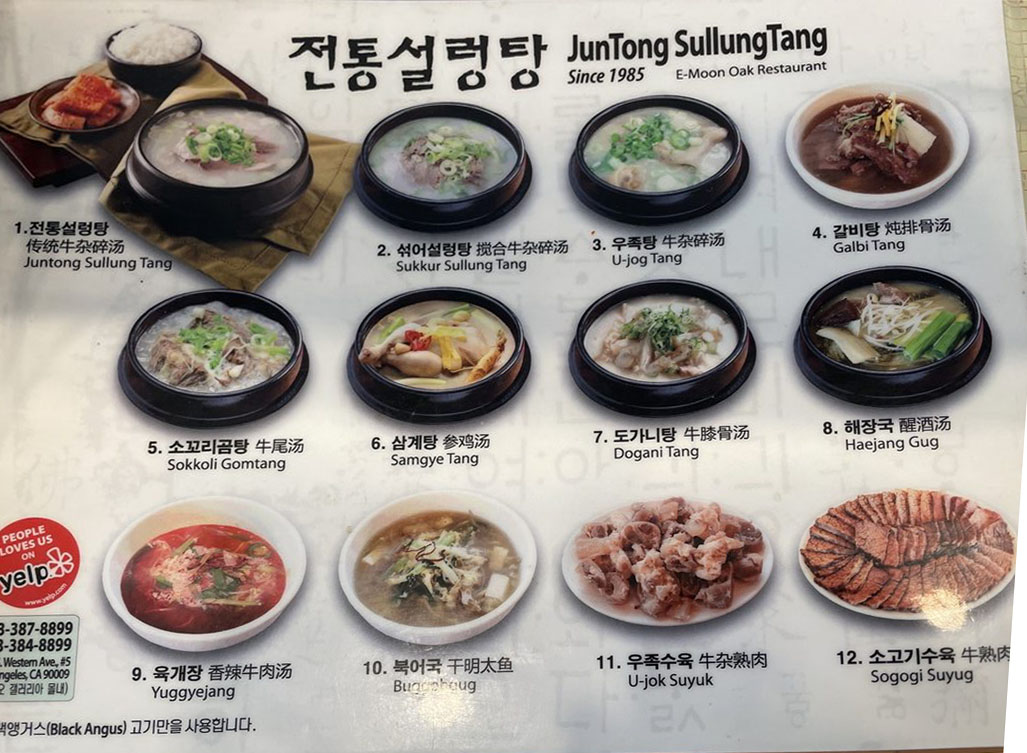 전통설렁탕 JunTong SullungTang
Since 1985 E-Moon Oak Restaurant
1.전통설렁탕
传统牛杂碎汤
Juntong Sullung Tang
2. 섞어설렁탕 搅合牛杂碎汤
Sukkur Sullung Tang
3. 우족탕 牛杂碎汤
U-jog Tang
4. 갈비탕 炖排骨汤
Galbi Tang
5. 소꼬리곰탕 牛尾汤
Sokkoli Gomtang
6. 삼계탕 参鸡汤
Samgye Tang
7. 도가니탕 牛膝骨汤
Dogani Tang
8. 해장국 醒酒汤
Haejang Gug
PEOPLE
LOVES US
ON
yelp
www.yelp.com
3-387-8899
3-384-8899
Western Ave., #5
ngeles, CA 90009
갤러리아 몰내)
9. 육개장 香辣牛肉汤
Yuggyejang
10. 북어국 干明太鱼
11. 우족수육 牛杂熟肉
U-jok Suyuk
12. 소고기수육 牛熟肉
Sogogi Suyug
앵거스(Black Angus) 고기만을 사용합니다.